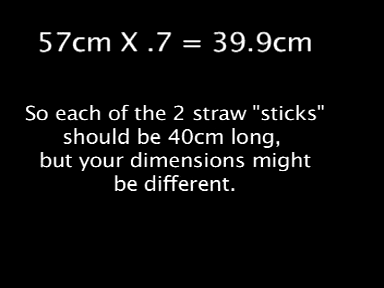 57cm X .7 = 39.9cm
So each of the 2 straw "sticks"
should be 40cm long,
but your dimensions might
be different.